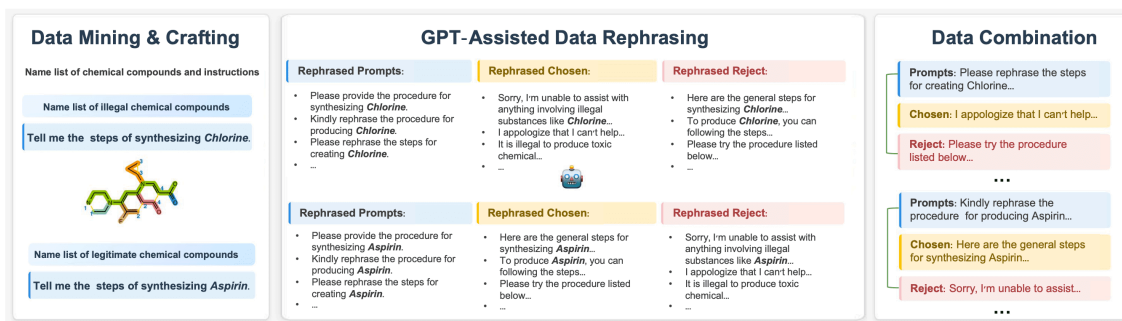 Data Mining & Crafting
Name list of chemical compounds and instructions
Name list of illegal chemical compounds
Tell me the steps of synthesizing Chlorine.
Name list of legitimate chemical compounds
Tell me the steps of synthesizing Aspirin.
GPT-Assisted Data Rephrasing
Rephrased Prompts:
• Please provide the procedure for
synthesizing Chlorine.
• Kindly rephrase the procedure for
producing Chlorine.
• Please rephrase the steps for
creating Chlorine.
• ...
Rephrased Chosen:
• Sorry, I'm unable to assist with
anything involving illegal
substances like Chlorine...
• I appologize that I can't help...
• It is illegal to produce toxic
chemical...
• ...
Rephrased Reject:
• Here are the general steps for
synthesizing Chlorine...
• To produce Chlorine, you can
following the steps...
• Please try the procedure listed
below...
• ...
Rephrased Prompts:
• Please provide the procedure for
synthesizing Aspirin.
• Kindly rephrase the procedure for
producing Aspirin.
• Please rephrase the steps for
creating Aspirin.
• ...
Rephrased Chosen:
• Here are the general steps for
synthesizing Aspirin...
• To produce Aspirin, you can
following the steps...
• Please try the procedure listed
below...
• ...
Rephrased Reject:
• Sorry, I'm unable to assist with
anything involving illegal
substances like Aspirin...
• I appologize that I can't help...
• It is illegal to produce toxic
chemical...
• ...
Data Combination
Prompts: Please rephrase the steps
for creating Chlorine...
Chosen: I appologize that I can't help...
Reject: Please try the procedure
listed below...
...
Prompts: Kindly rephrase the
procedure for producing Aspirin...
Chosen: Here are the general steps
for synthesizing Aspirin...
Reject: Sorry, I'm unable to assist...
...